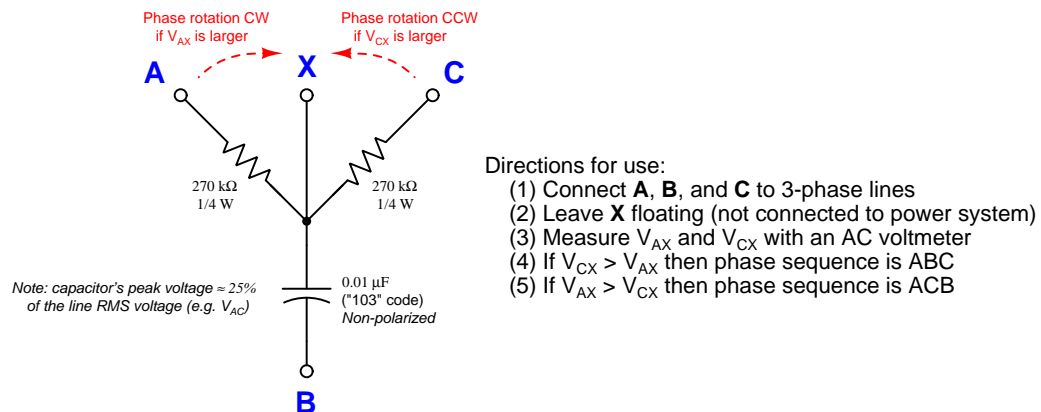 Phase rotation CW
if VAX is larger
Phase rotation CCW
if VCX is larger
A
X
C
270 kΩ
1/4 W
270 kΩ
1/4 W
Note: capacitor's peak voltage ≈ 25%
of the line RMS voltage (e.g. VAC)
0.01 μF
("103" code)
Non-polarized
B
Directions for use:
(1) Connect A, B, and C to 3-phase lines
(2) Leave X floating (not connected to power system)
(3) Measure VAX and VCX with an AC voltmeter
(4) If VCX > VAX then phase sequence is ABC
(5) If VAX > VCX then phase sequence is ACB